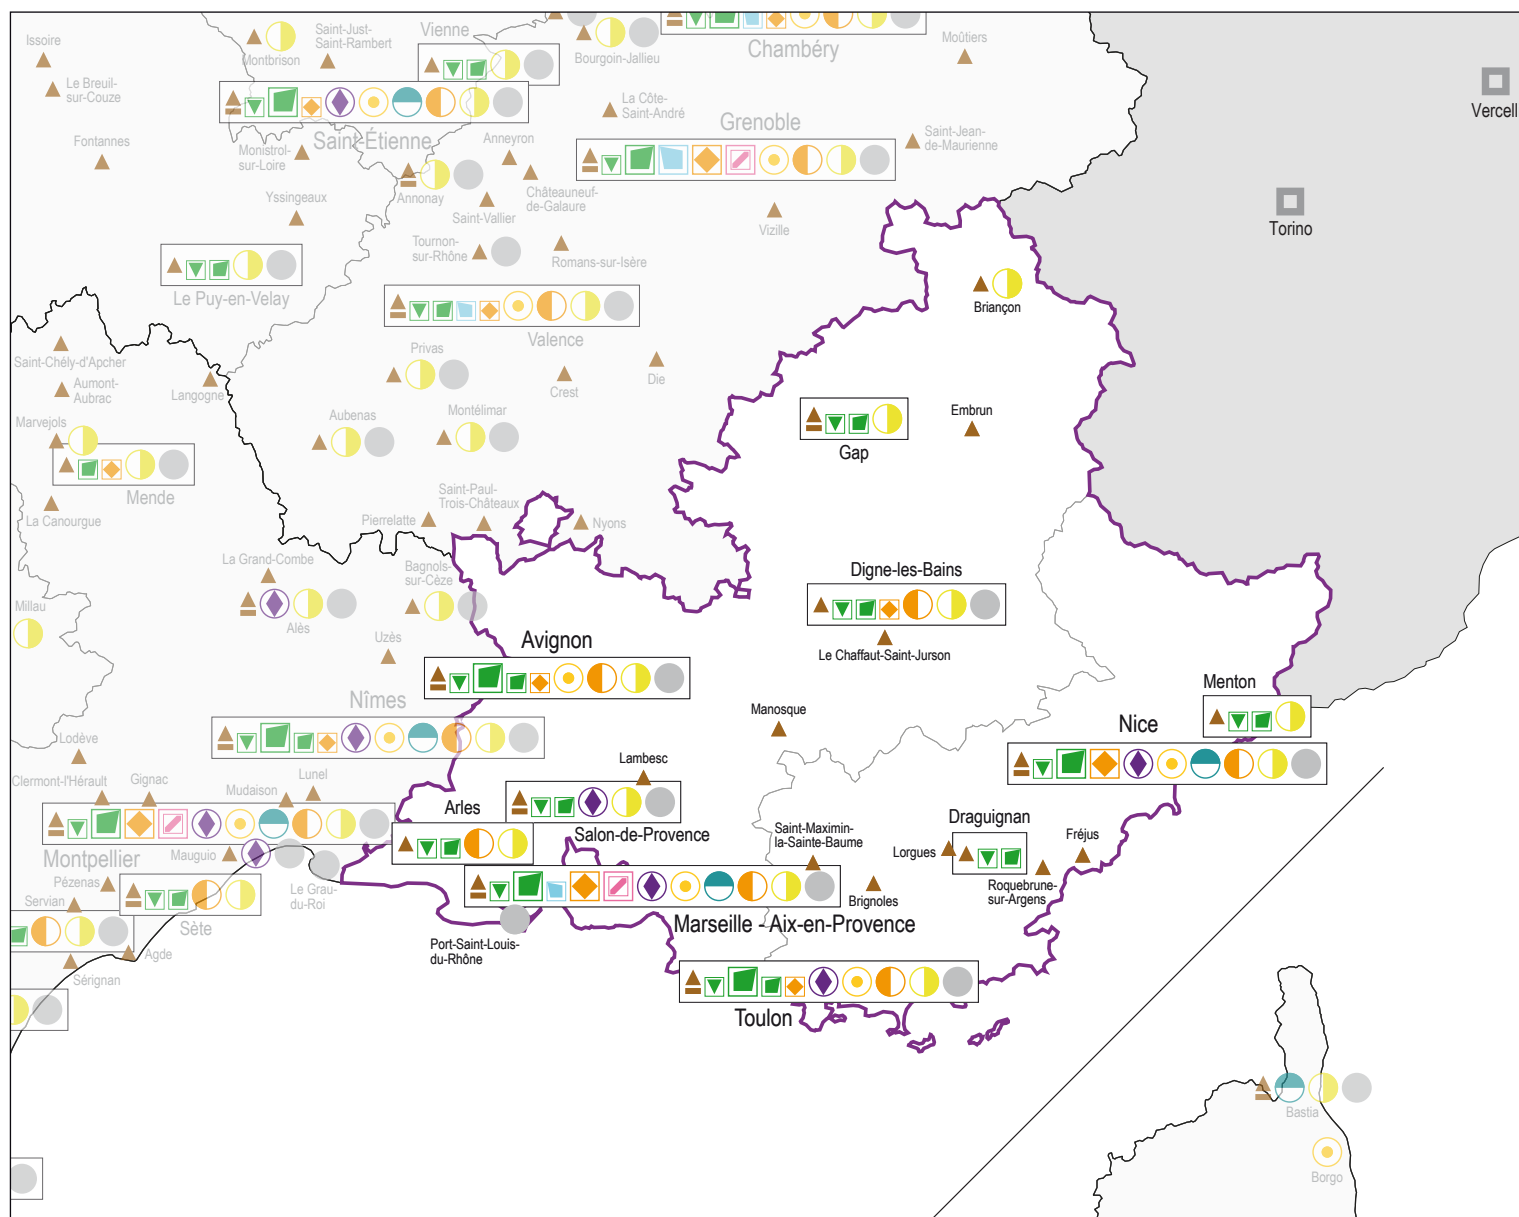 Issoire
Le Breuil-
sur-Couze
Fontannes
Montbrison
Saint-Just-
Saint-Rambert
Vienne
Bourgoin-Jallieu
Chambéry
Moûtiers
Vercell
La Côte-
Saint-André
Grenoble
Saint-Jean-
de-Maurienne
Saint-Étienne
Monistrol-
sur-Loire
Anneyron
Annonay
Châteauneuf-
de-Galaure
Saint-Vallier
Yssingeaux
Vizille
Torino
Tournon-
sur-Rhône
Romans-sur-Isère
Le Puy-en-Velay
Briançon
Valence
Saint-Chély-d'Apcher
Aumont-
Aubrac
Langogne
Privas
Crest
Die
Marvejols
Aubenas
Montélimar
Embrun
Gap
Mende
La Canourgue
Saint-Paul-
Trois-Châteaux
Pierrelatte
Nyons
La Grand-Combe
Bagnols-
sur-Cèze
Digne-les-Bains
Millau
Alès
Uzès
Avignon
Le Chaffaut-Saint-Jurson
Menton
Nîmes
Manosque
Nice
Lodève
Lambesc
Clermont-l'Hérault
Gignac
Mudaison
Lunel
Arles
Salon-de-Provence
Saint-Maximin-
la-Sainte-Baume
Draguignan
Fréjus
Lorgues
Montpellier
Mauguio
Roquebrune-
sur-Argens
Pézenas
Le Grau-
du-Roi
Servian
Brignoles
Sète
Marseille - Aix-en-Provence
Port-Saint-Louis-
du-Rhône
Agde
Sérignan
Toulon
Bastia
Borgo